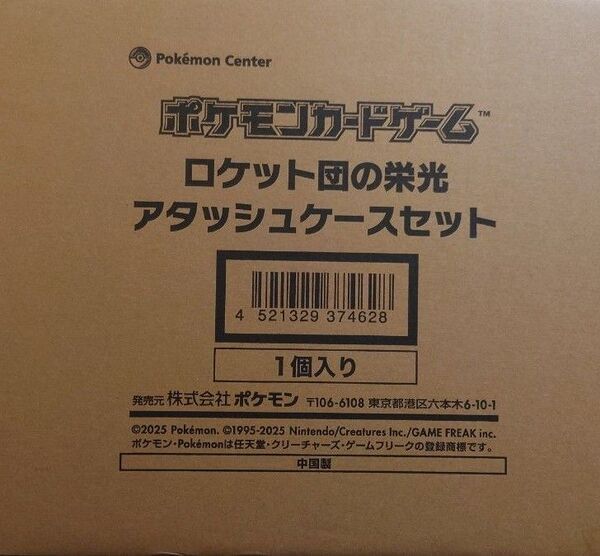 Pokémon Center
ポケモンカードゲーム™
ロケット団の栄光
アタッシュケースセット
4 521329 374628
1個入り
発売元 株式会社 ポケモン 〒106-6108 東京都港区六本木6-10-1
©2025 Pokémon. ©1995-2025 Nintendo/Creatures Inc./GAME FREAK inc.
ポケモン・Pokémonは任天堂・クリーチャーズ・ゲームフリークの登録商標です。
中国製